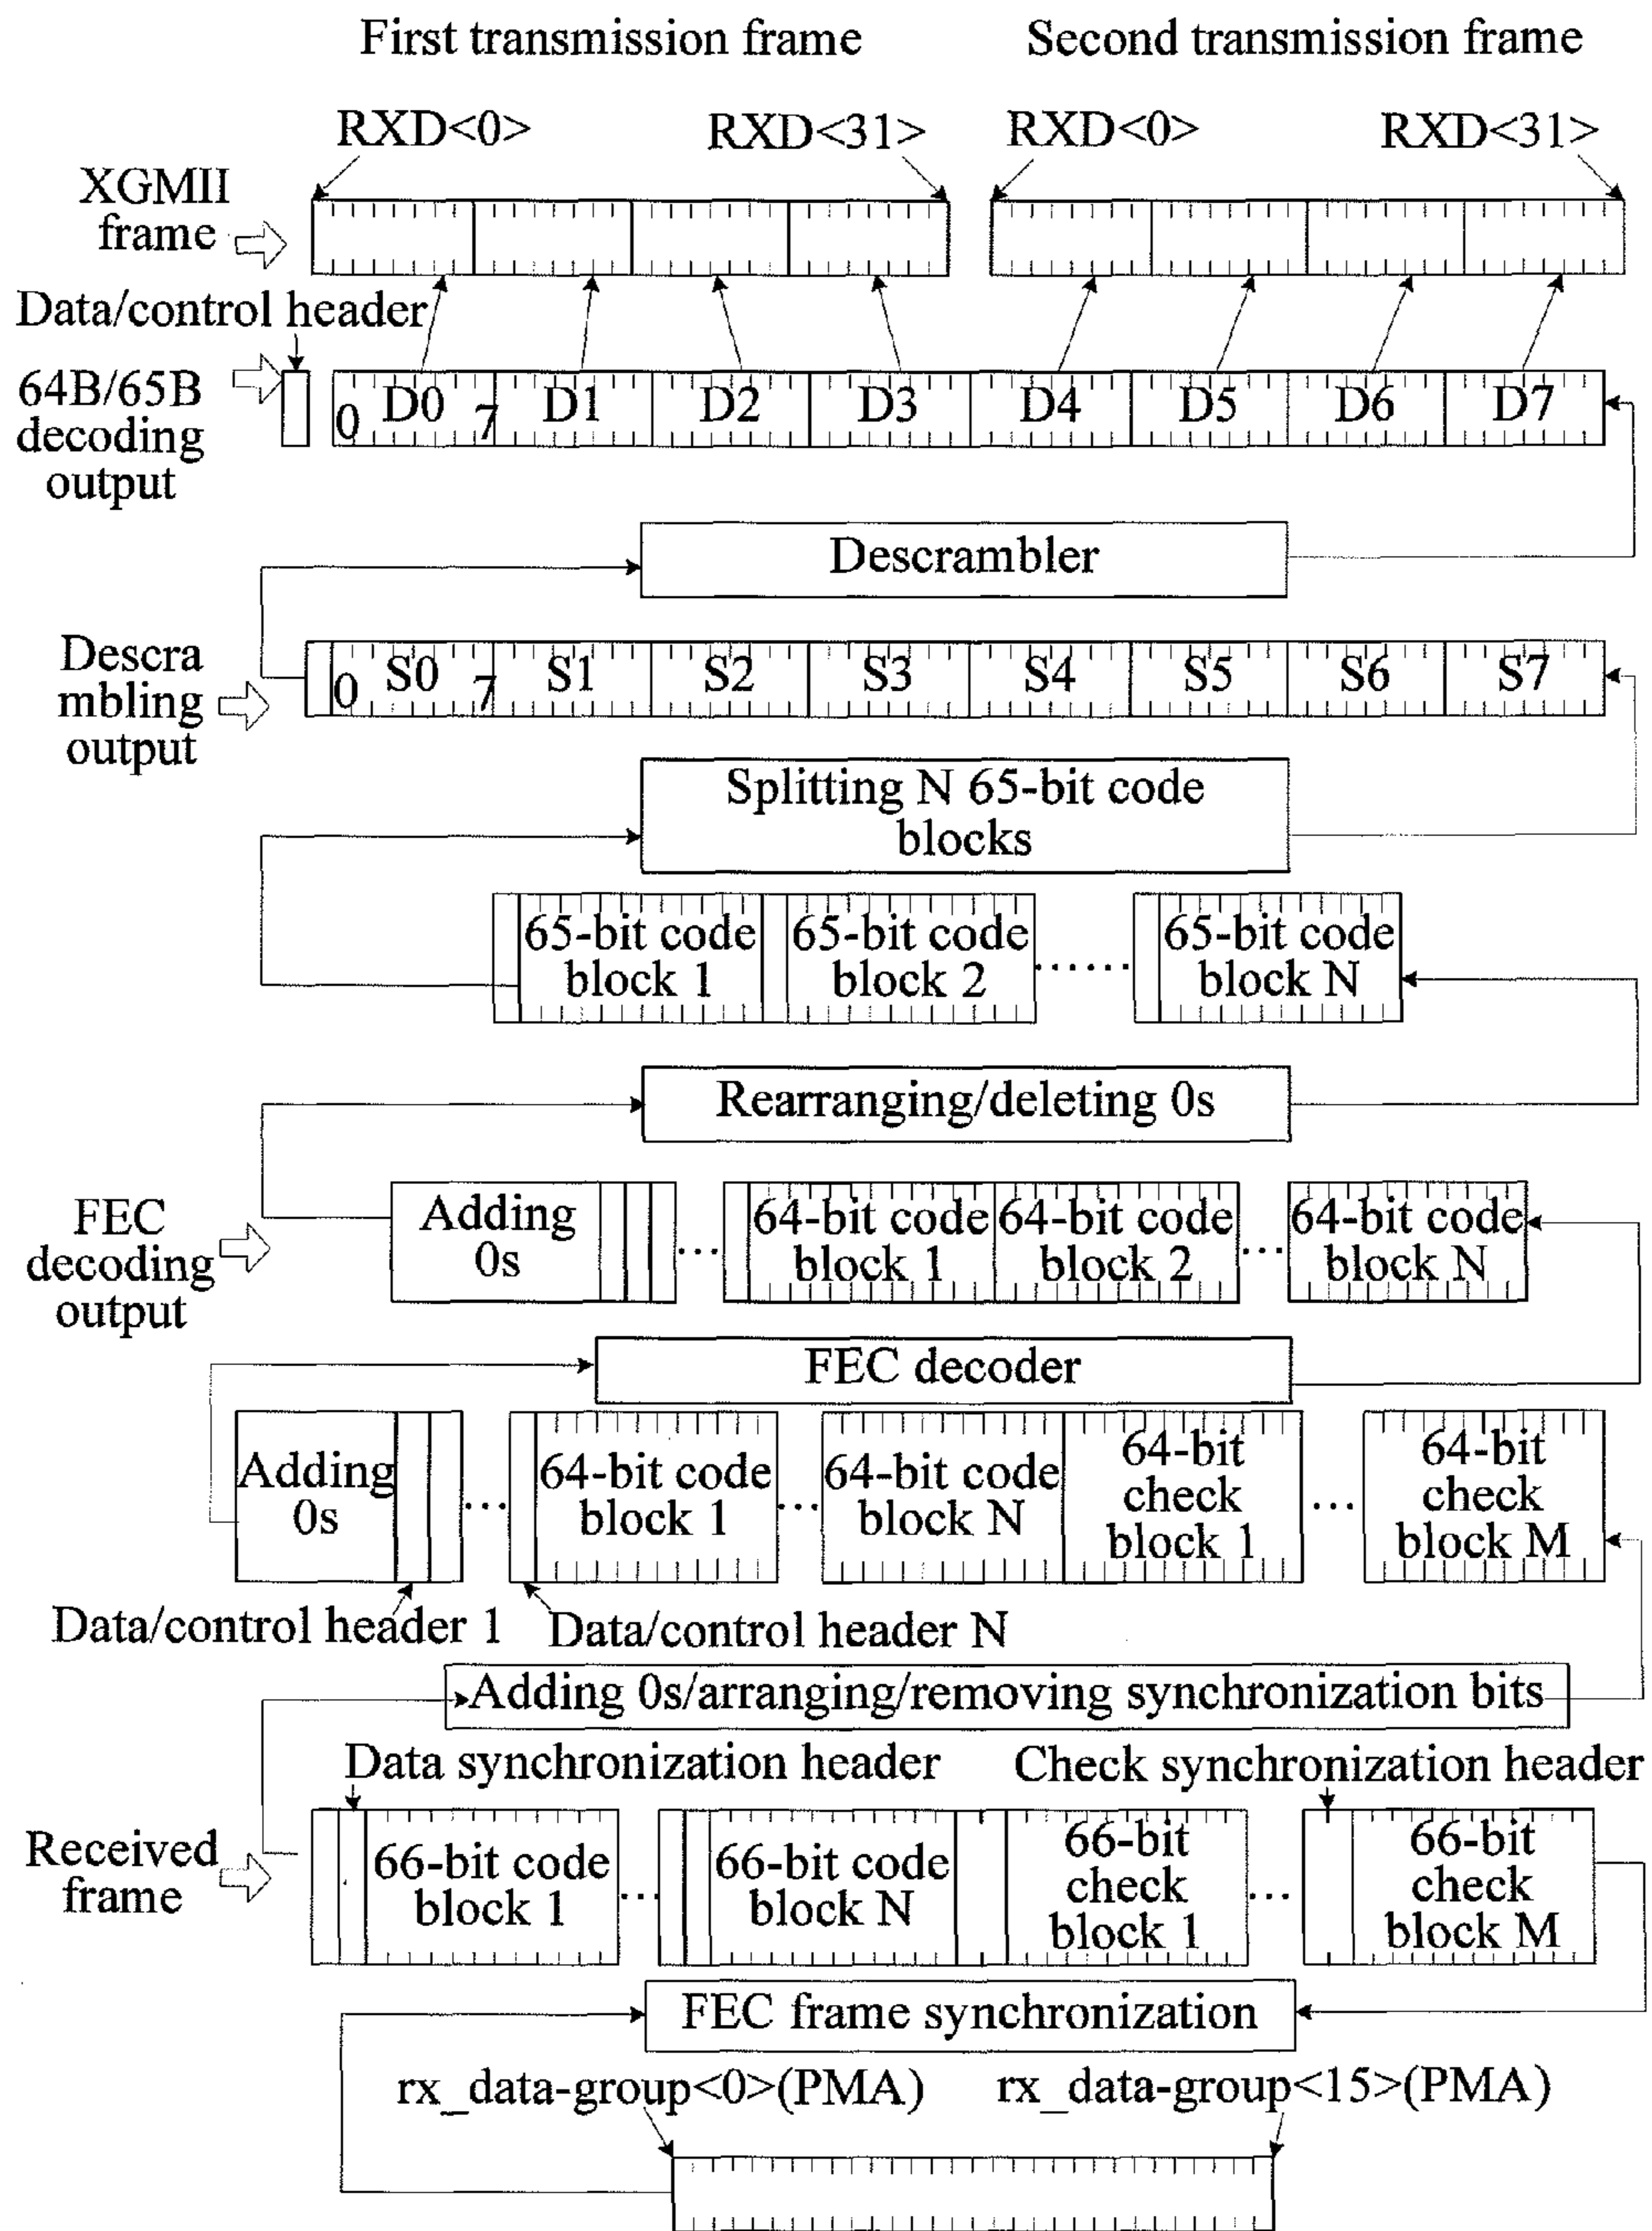 First transmission frame
Second transmission frame
RXD<0>
RXD<31>
RXD<0>
RXD<31>
XGMII
frame
Data/control header
64B/65B
decoding
output
0
D0
7
D1
D2
D3
D4
D5
D6
D7
Descrambler
Descra
mbling
output
0
S0
7
S1
S2
S3
S4
S5
S6
S7
Splitting N 65-bit code
blocks
65-bit code
block 1
65-bit code
block 2
......
65-bit code
block N
Rearranging/deleting 0s
FEC
decoding
output
Adding
0s
...
64-bit code
block 1
64-bit code
block 2
...
64-bit code
block N
FEC decoder
Adding
0s
...
64-bit code
block 1
...
64-bit code
block N
64-bit
check
block 1
...
64-bit
check
block M
Data/control header 1
Data/control header N
Adding 0s/arranging/removing synchronization bits
Data synchronization header
Check synchronization header
Received
frame
66-bit code
block 1
...
66-bit code
block N
66-bit
check
block 1
...
66-bit
check
block M
FEC frame synchronization
rx_data-group<0>(PMA)
rx_data-group<15>(PMA)